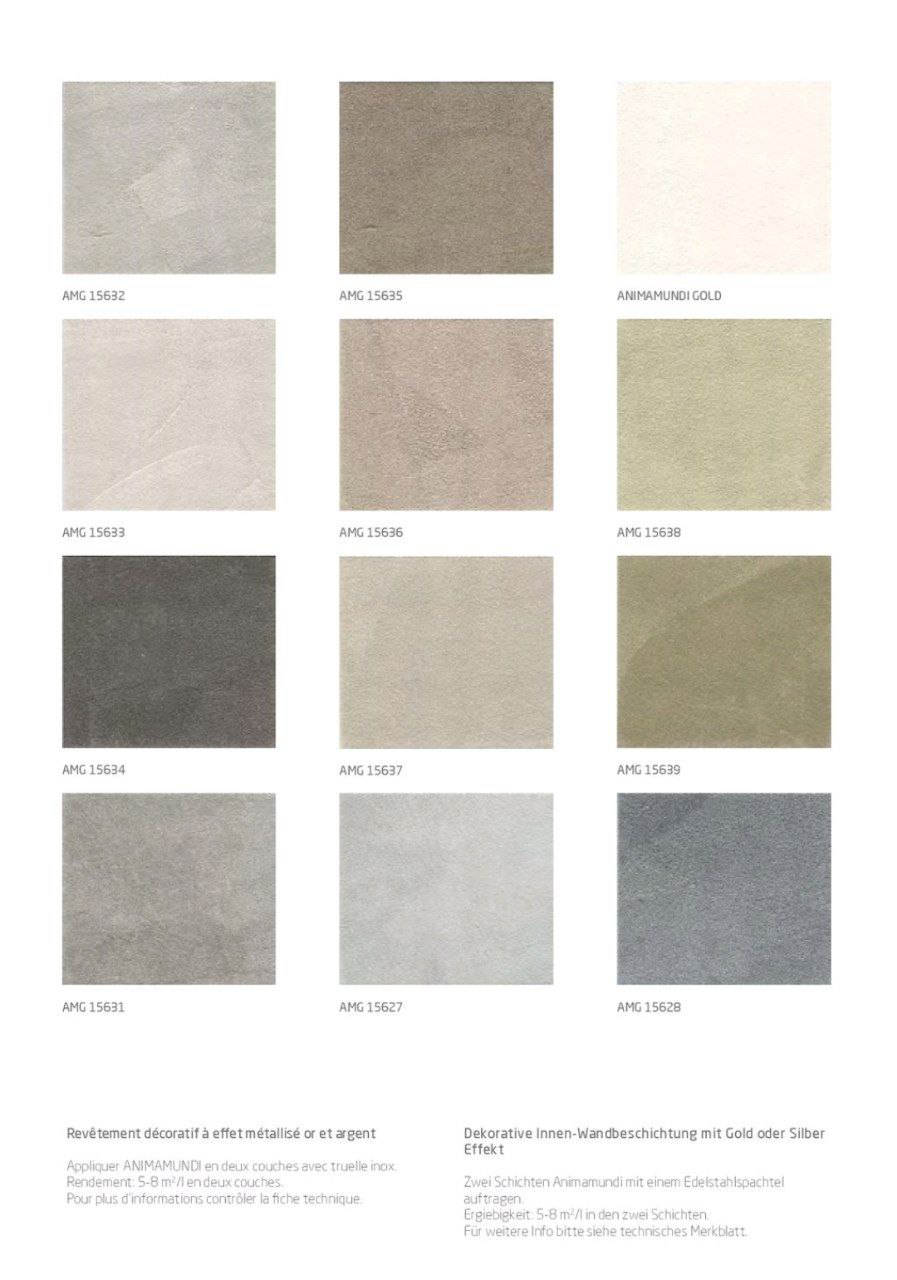 AMG 15632
AMG 15635
ANIMAMUNDI GOLD
AMG 15633
AMG 15636
AMG 15638
AMG 15634
AMG 15637
AMG 15639
AMG 15631
AMG 15627
AMG 15628
Revêtement décoratif à effet métallisé or et argent
Appliquer ANIMAMUNDI en deux couches avec truelle inox.
Rendement: 5-8 m²/l en deux couches.
Pour plus d'informations contrôler la fiche technique.
Dekorative Innen-Wandbeschichtung mit Gold oder Silber
Effekt
Zwei Schichten Animamundi mit einem Edelstahlspachtel
auftragen.
Ergiebigkeit: 5-8 m²/l in den zwei Schichten.
Für weitere Info bitte siehe technisches Merkblatt.